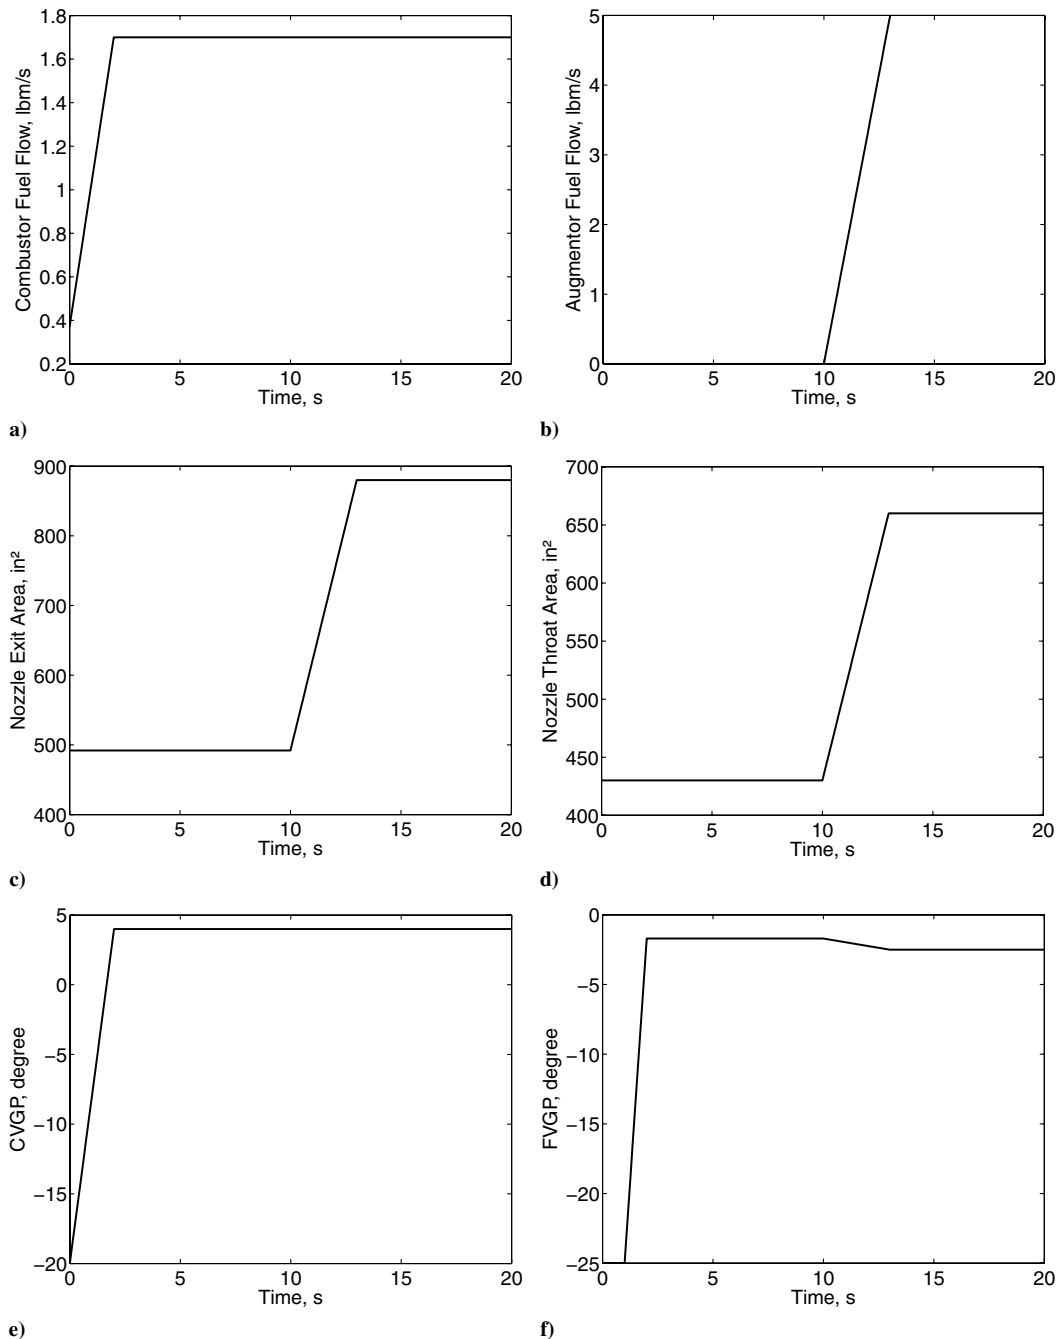 1.8
1.6
1.4
1.2
1
0.8
0.6
0.4
0.2
Combustor Fuel Flow, lbm/s
0 5 10 15 20
Time, s
a)
5
4
3
2
1
0
Augmentor Fuel Flow, lbm/s
0 5 10 15 20
Time, s
b)
900
800
700
600
500
400
Nozzle Exit Area, in²
0 5 10 15 20
Time, s
c)
700
650
600
550
500
450
400
Nozzle Throat Area, in²
0 5 10 15 20
Time, s
d)
5
0
−5
−10
−15
−20
CVGP, degree
0 5 10 15 20
Time, s
e)
0
−5
−10
−15
−20
−25
FVGP, degree
0 5 10 15 20
Time, s
f)